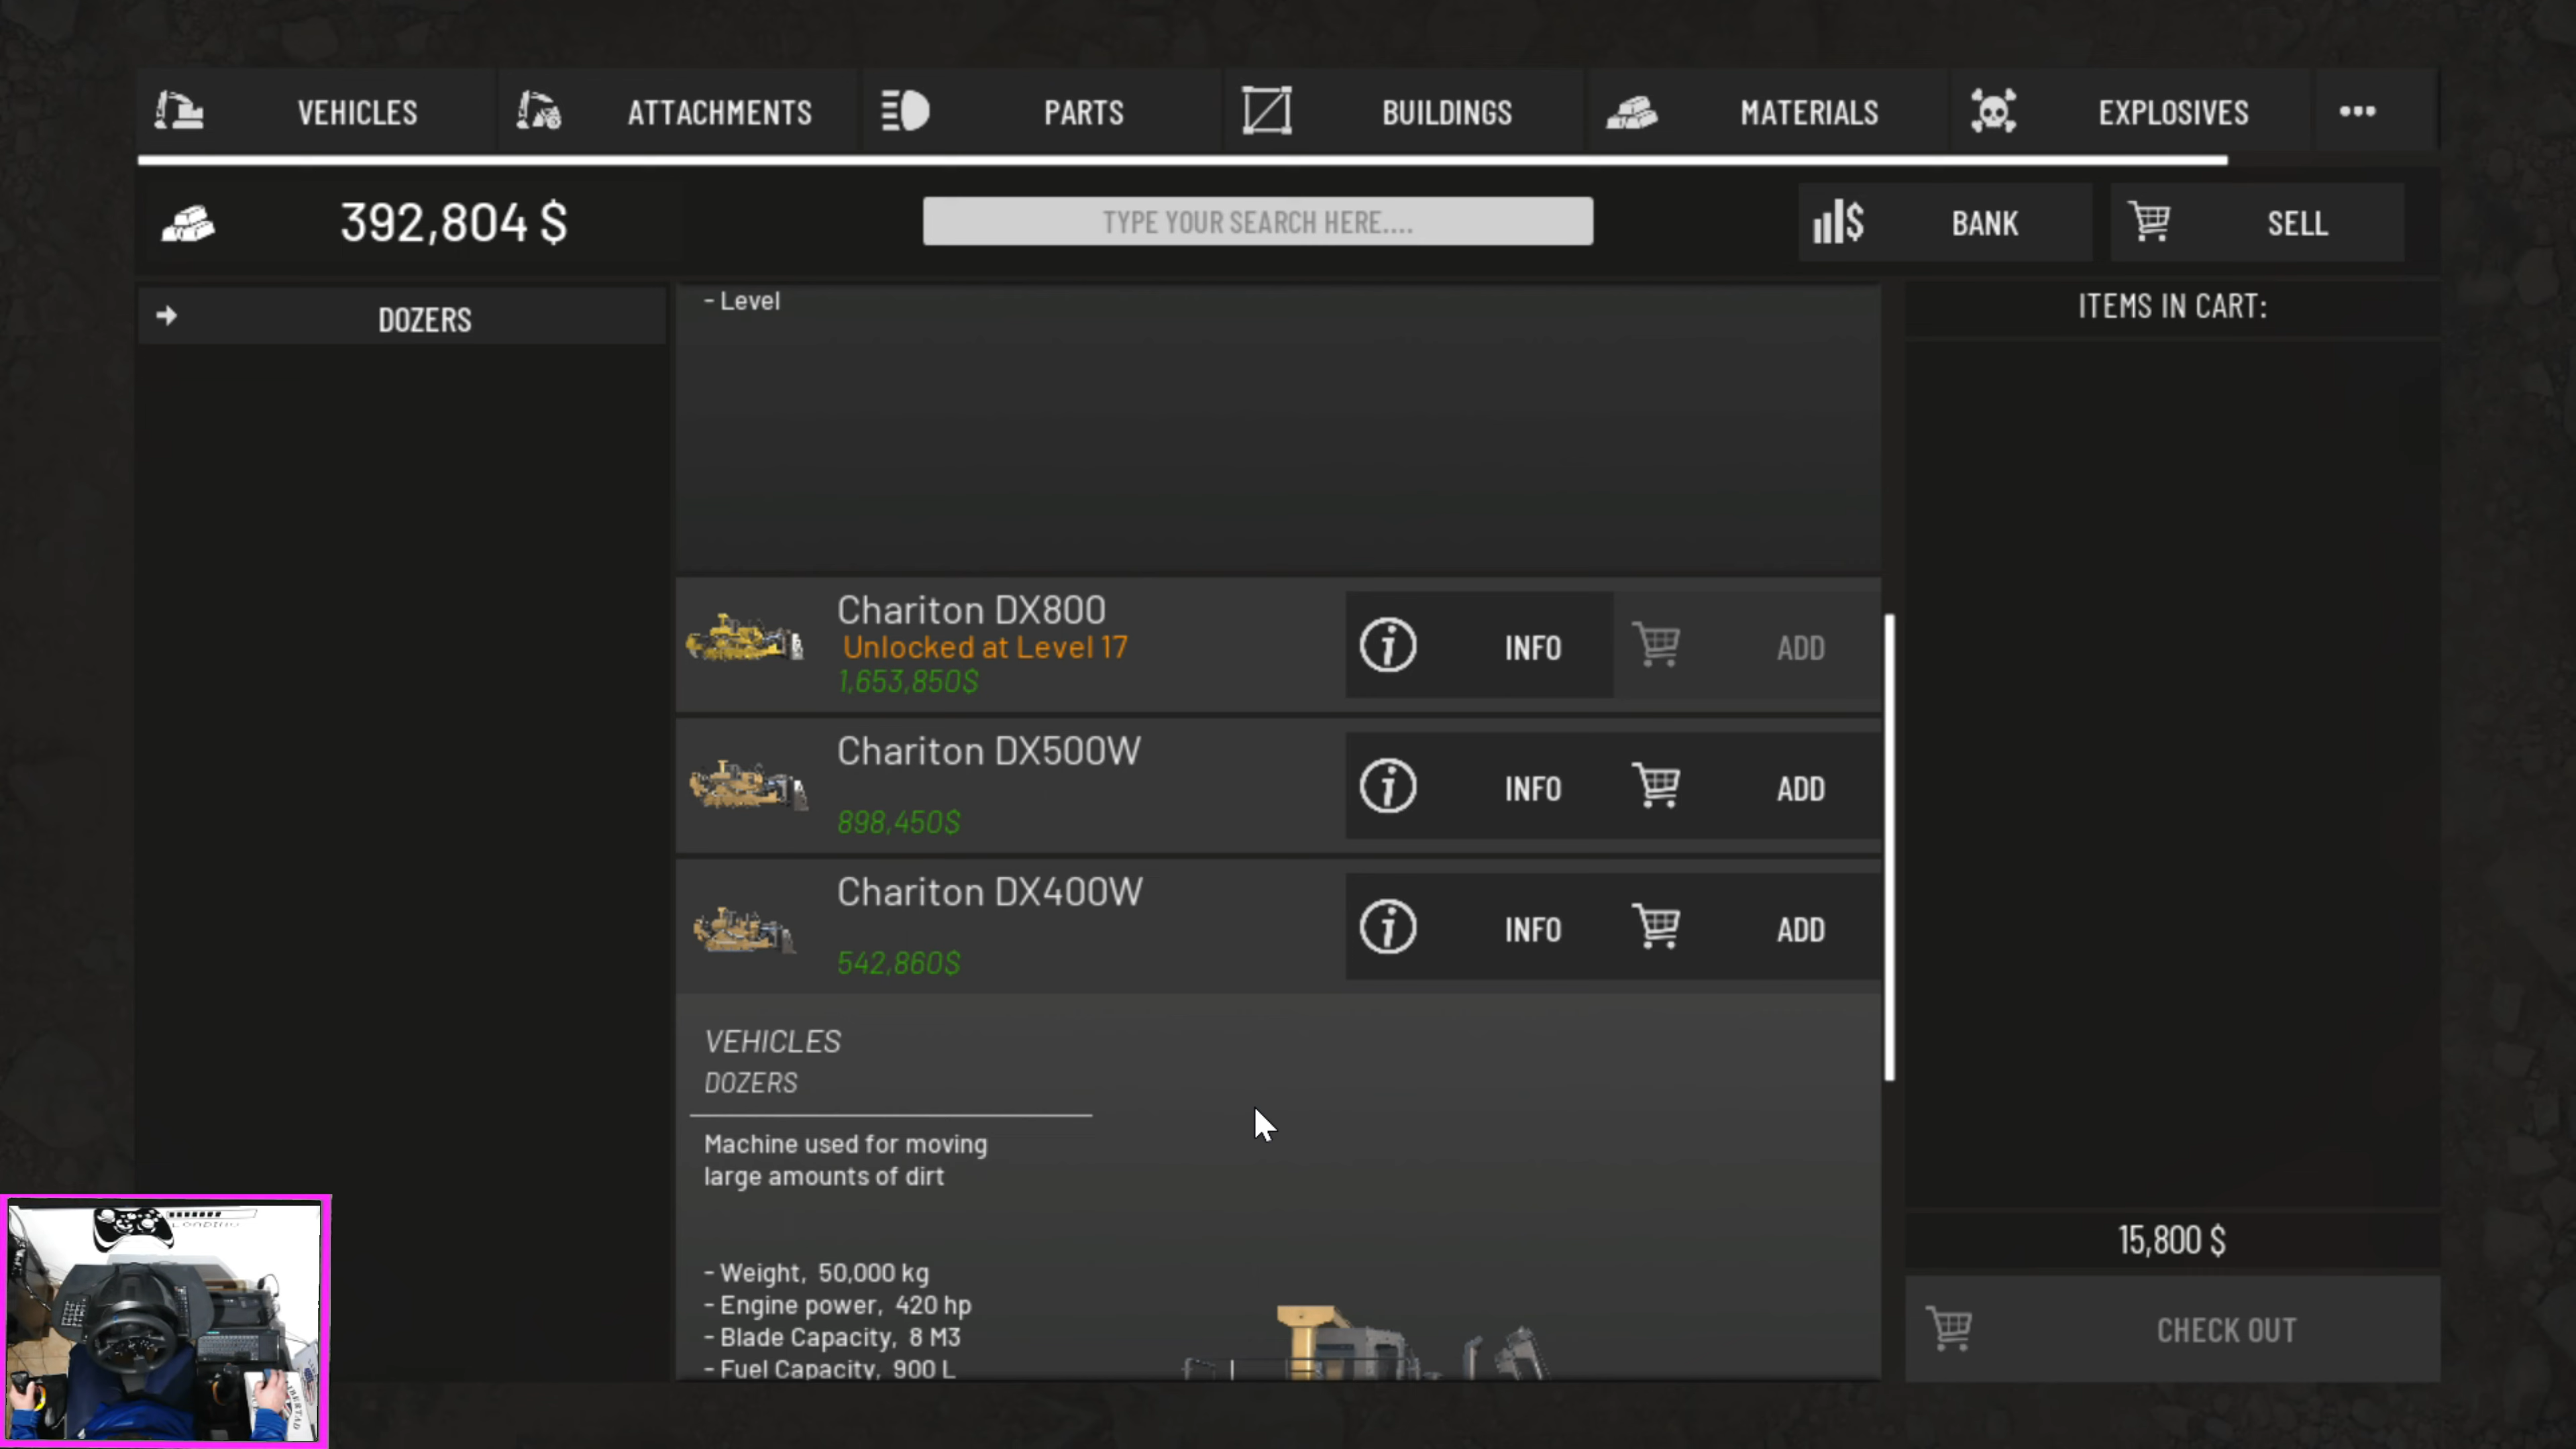 VEHICLES
ATTACHMENTS
PARTS
BUILDINGS
MATERIALS
EXPLOSIVES
392,804 $
TYPE YOUR SEARCH HERE....
BANK
SELL
DOZERS
- Level
ITEMS IN CART:
Chariton DX800
Unlocked at Level 17
1,653,850$
INFO
ADD
Chariton DX500W
898,450$
INFO
ADD
Chariton DX400W
542,860$
INFO
ADD
VEHICLES
DOZERS
Machine used for moving
large amounts of dirt
- Weight, 50,000 kg
- Engine power, 420 hp
- Blade Capacity, 8 M3
- Fuel Capacity, 900 L
15,800 $
CHECK OUT